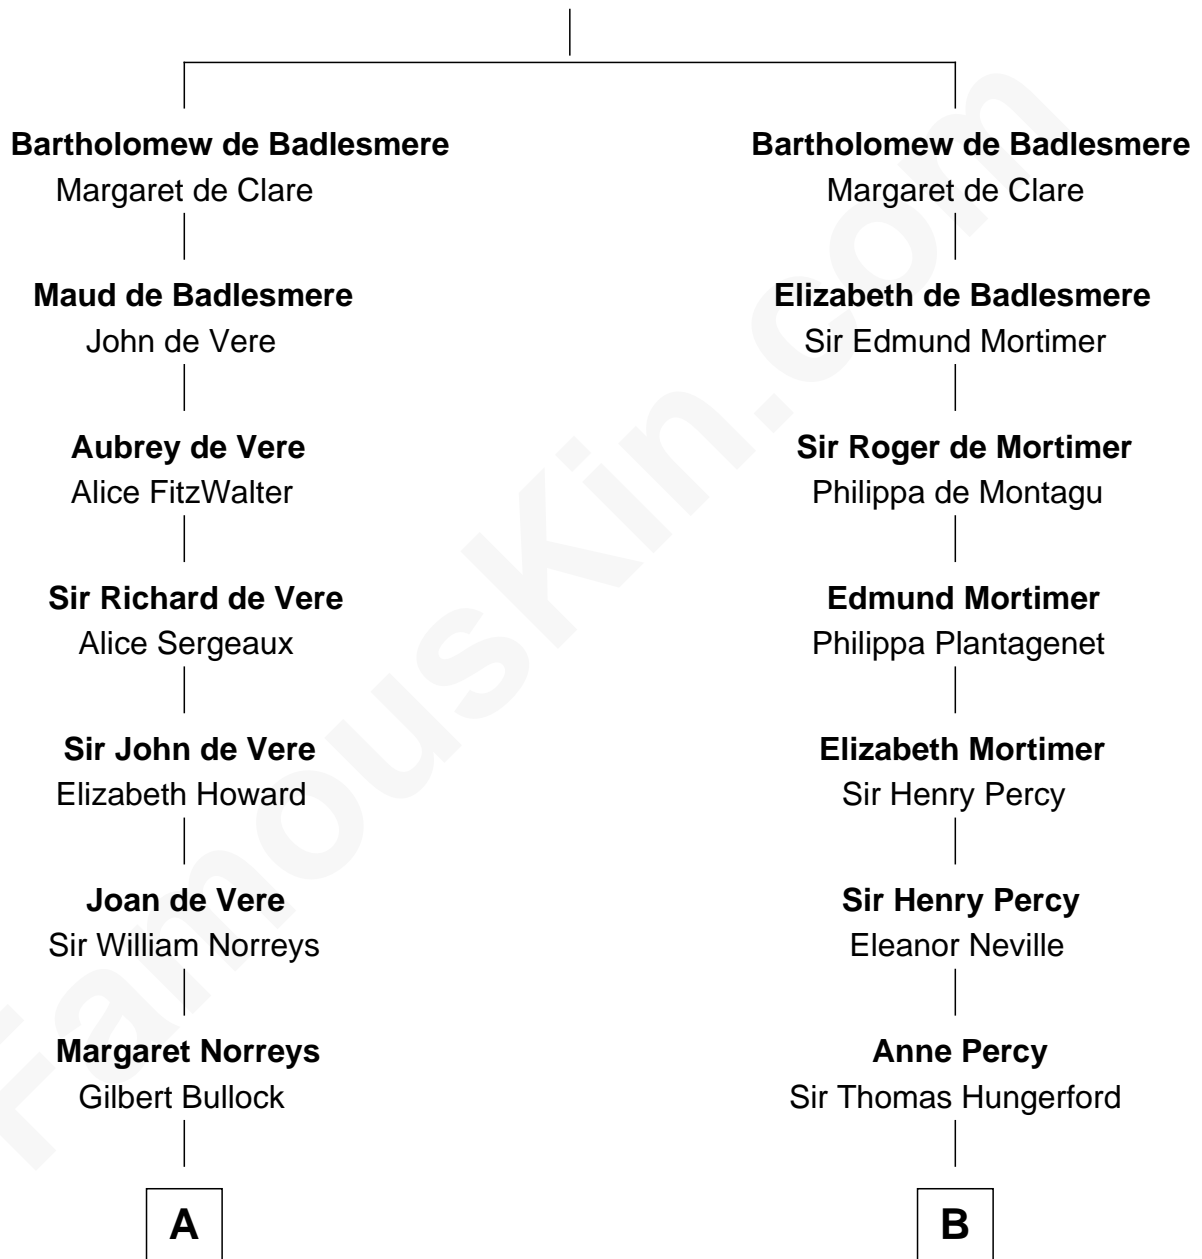 Bartholomew de Badlesmere
Margaret de Clare
Maud de Badlesmere
John de Vere
Aubrey de Vere
Alice FitzWalter
Sir Richard de Vere
Alice Sergeaux
Sir John de Vere
Elizabeth Howard
Joan de Vere
Sir William Norreys
Margaret Norreys
Gilbert Bullock
A
Bartholomew de Badlesmere
Margaret de Clare
Elizabeth de Badlesmere
Sir Edmund Mortimer
Sir Roger de Mortimer
Philippa de Montagu
Edmund Mortimer
Philippa Plantagenet
Elizabeth Mortimer
Sir Henry Percy
Sir Henry Percy
Eleanor Neville
Anne Percy
Sir Thomas Hungerford
B
FamousKin.com